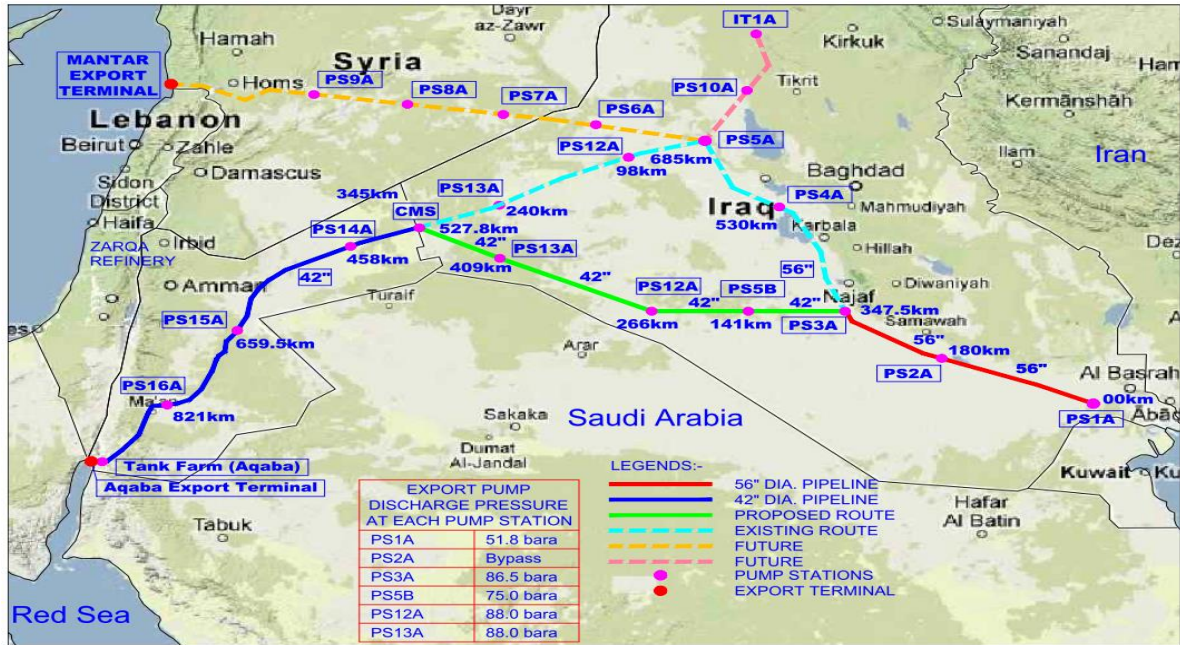 Dayr
az-Zawr
IT1A
Sulaymaniyah
Hamah
Kirkuk
Sanandaj
MANTAR
EXPORT
TERMINAL
Syria
Homs
PS9A
PS8A
PS7A
PS6A
PS10A
Tikrit
Kermānshāh
Lebanon
Beirut
Zahle
PS12A
PS5A
98km
685km
Ilam
Iran
Sidon
District
Damascus
345km
PS13A
240km
Baghdad
PS4A
Mahmudiyah
Iraq
Karbala
530km
Haifa
CMS
527.8km
ZARQA
REFINERY
Irbid
PS14A
458km
42"
PS13A
409km
Hillah
42"
Amman
Turaif
42"
56"
Diwaniyah
PS12A
PS5B
Najaf
42"
42"
347.5km
266km
141km
PS3A
Samawah
PS15A
659.5km
Arar
56"
180km
PS2A
56"
Al Basrah
PS16A
Ma'an
821km
00km
PS1A
Sakaka
Saudi Arabia
Dumat
Al-Jandal
Tank Farm (Aqaba)
Aqaba Export Terminal
Kuwait
Tabuk
Hafar
Al Batin
Red Sea
EXPORT PUMP
DISCHARGE PRESSURE
AT EACH PUMP STATION
PS1A 51.8 bara
PS2A Bypass
PS3A 86.5 bara
PS5B 75.0 bara
PS12A 88.0 bara
PS13A 88.0 bara
LEGENDS:-
56" DIA. PIPELINE
42" DIA. PIPELINE
PROPOSED ROUTE
EXISTING ROUTE
FUTURE
FUTURE
PUMP STATIONS
EXPORT TERMINAL